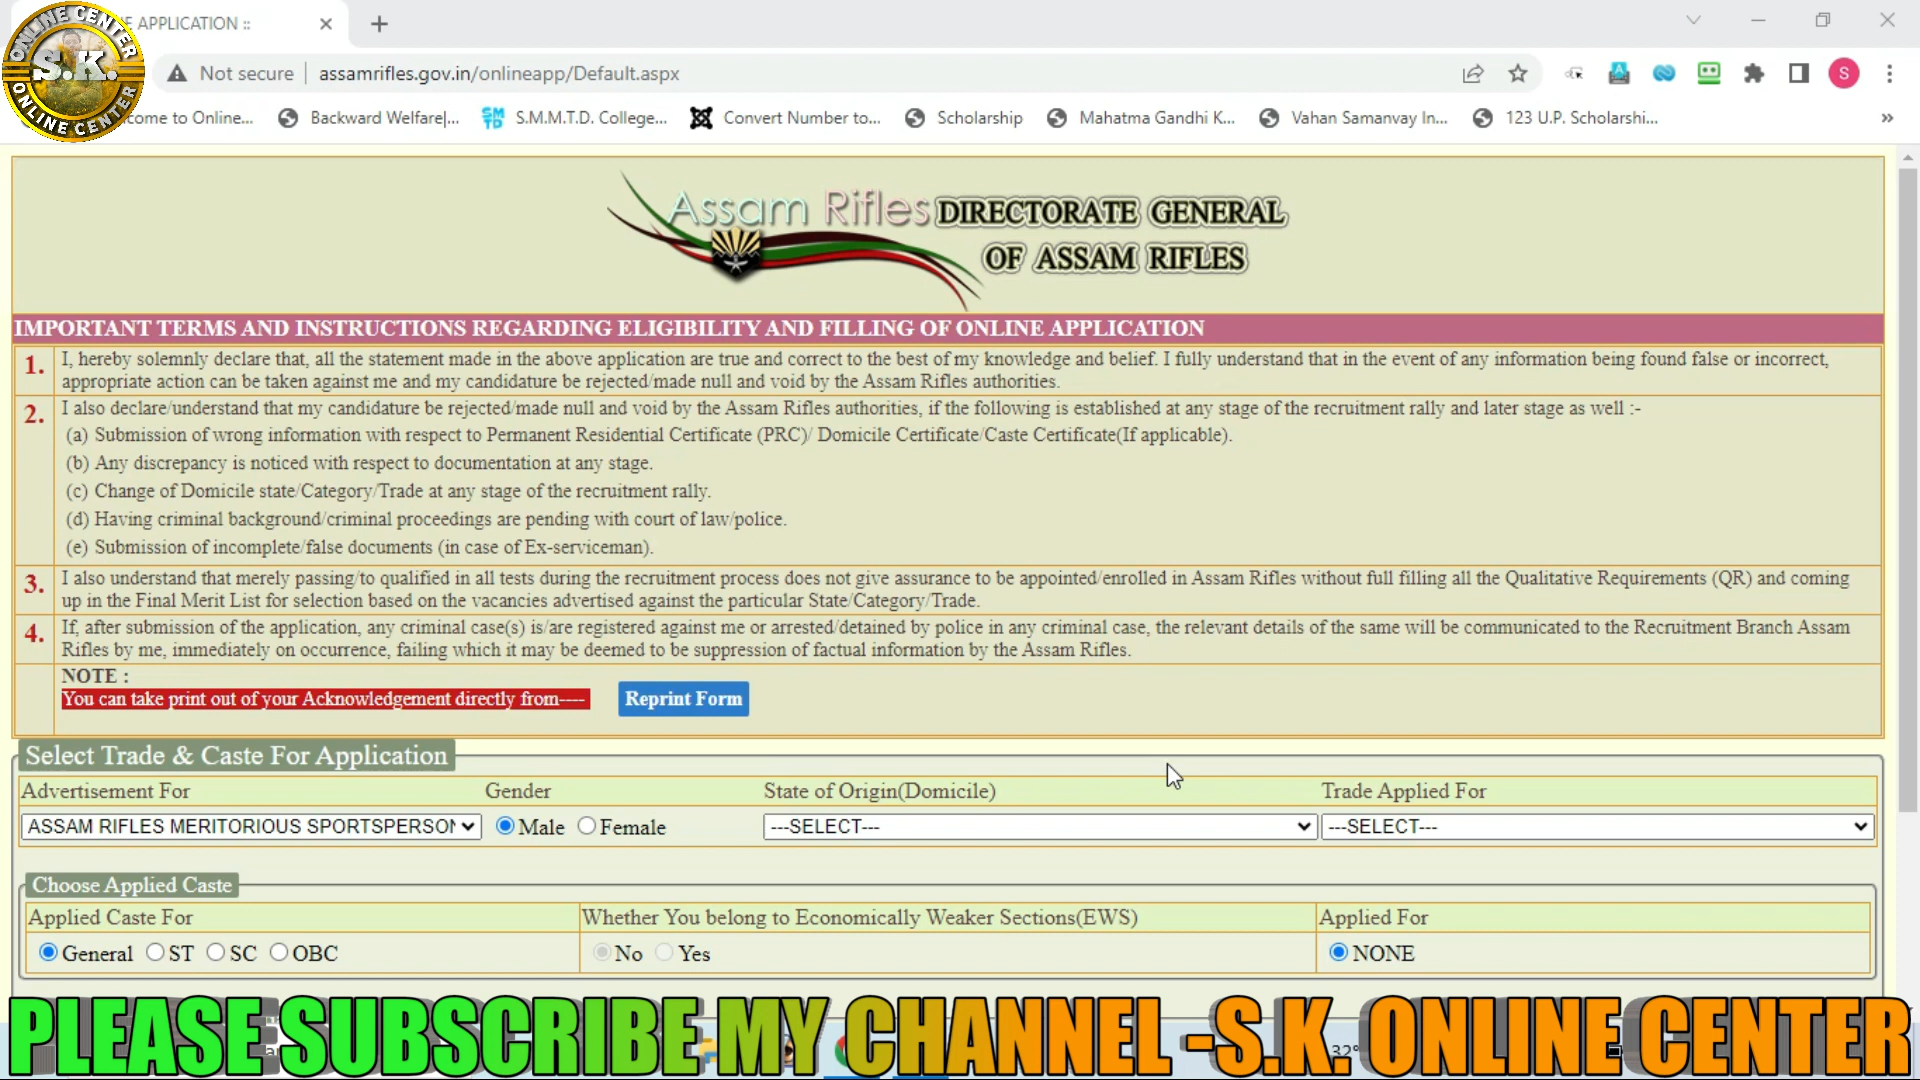 APPLICATION ::
Not secure
assamrifles.gov.in/onlineapp/Default.aspx
S
ONLINE CENTER
S.K.
ONLINE CENTER
come to Online...
Backward Welfare|...
S.M.M.T.D. College...
Convert Number to...
Scholarship
Mahatma Gandhi K...
Vahan Samanvay In...
123 U.P. Scholarshi...
»
Assam Rifles DIRECTORATE GENERAL
OF ASSAM RIFLES
IMPORTANT TERMS AND INSTRUCTIONS REGARDING ELIGIBILITY AND FILLING OF ONLINE APPLICATION
1. I, hereby solemnly declare that, all the statement made in the above application are true and correct to the best of my knowledge and belief. I fully understand that in the event of any information being found false or incorrect,
appropriate action can be taken against me and my candidature be rejected/made null and void by the Assam Rifles authorities.
2. I also declare/understand that my candidature be rejected/made null and void by the Assam Rifles authorities, if the following is established at any stage of the recruitment rally and later stage as well :-
(a) Submission of wrong information with respect to Permanent Residential Certificate (PRC)/ Domicile Certificate/Caste Certificate(If applicable).
(b) Any discrepancy is noticed with respect to documentation at any stage.
(c) Change of Domicile state/Category/Trade at any stage of the recruitment rally.
(d) Having criminal background/criminal proceedings are pending with court of law/police.
(e) Submission of incomplete/false documents (in case of Ex-serviceman).
3. I also understand that merely passing/to qualified in all tests during the recruitment process does not give assurance to be appointed/enrolled in Assam Rifles without full filling all the Qualitative Requirements (QR) and coming
up in the Final Merit List for selection based on the vacancies advertised against the particular State/Category/Trade.
4. If, after submission of the application, any criminal case(s) is/are registered against me or arrested/detained by police in any criminal case, the relevant details of the same will be communicated to the Recruitment Branch Assam
Rifles by me, immediately on occurrence, failing which it may be deemed to be suppression of factual information by the Assam Rifles.
NOTE :
You can take print out of your Acknowledgement directly from---- Reprint Form
Select Trade & Caste For Application
Advertisement For Gender State of Origin(Domicile) Trade Applied For
ASSAM RIFLES MERITORIOUS SPORTSPERSON Male Female ---SELECT--- ---SELECT---
Choose Applied Caste
Applied Caste For Whether You belong to Economically Weaker Sections(EWS) Applied For
General ST SC OBC No Yes NONE
32°
PLEASE SUBSCRIBE MY CHANNEL -S.K. ONLINE CENTER